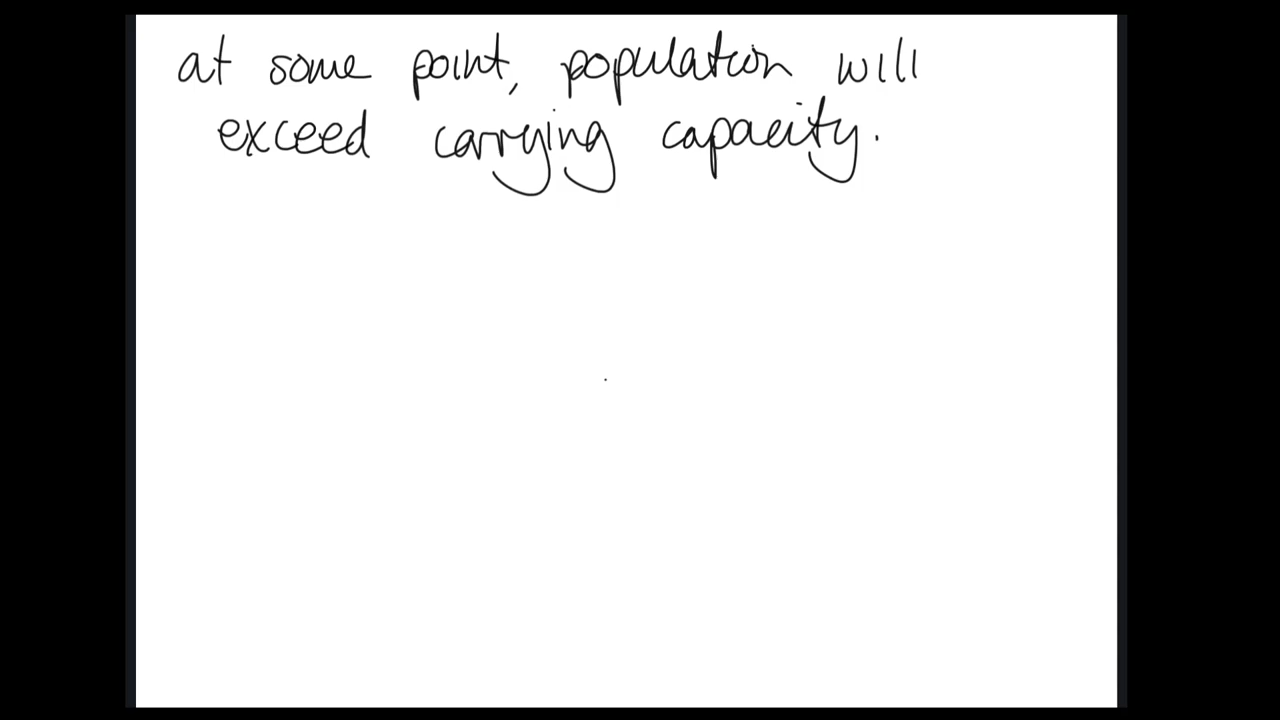 at some point, population will
exceed carrying capacity.